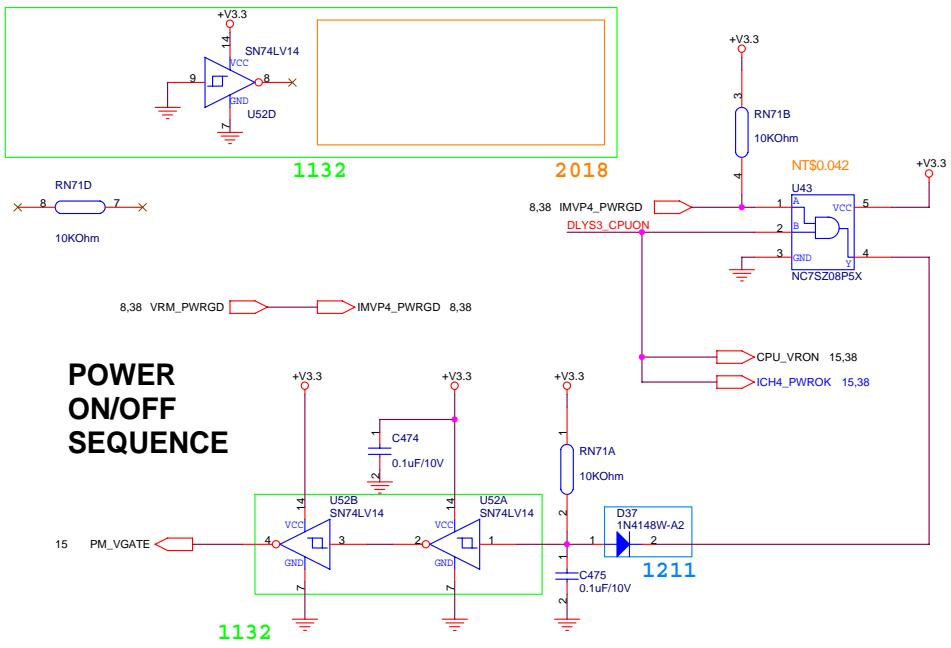 +V3.3
14
SN74LV14
VCC
9
8
GND
U52D
7
1132
2018
RN71D
8
7
10KOhm
+V3.3
3
RN71B
10KOhm
4
NT$0.042
+V3.3
U43
8,38 IMVP4_PWRGD
1
A
VCC
5
DLYS3_CPUON
2
B
3
GND
Y
4
NC7SZ08P5X
8,38 VRM_PWRGD
IMVP4_PWRGD 8,38
CPU_VRON 15,38
ICH4_PWROK 15,38
POWER
ON/OFF
SEQUENCE
+V3.3
+V3.3
+V3.3
1
C474
0.1uF/10V
2
1
RN71A
10KOhm
2
14
U52B
SN74LV14
VCC
14
U52A
SN74LV14
VCC
D37
1N4148W-A2
15 PM_VGATE
4
3
2
1
1
2
GND
GND
7
7
1
C475
0.1uF/10V
2
1211
1132